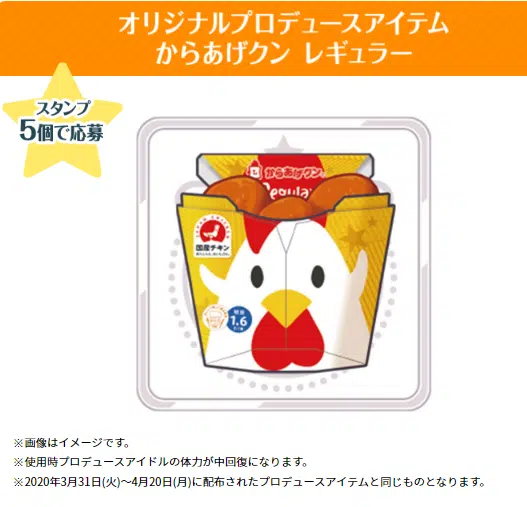 オリジナルプロデュースアイテム
からあげクン レギュラー
スタンプ
5個で応募
からあげクン
Regular
国産チキン
1.6
※画像はイメージです。
※使用時プロデュースアイドルの体力が中回復になります。
※2020年3月31日(火)～4月20日(月)に配布されたプロデュースアイテムと同じものとなります。